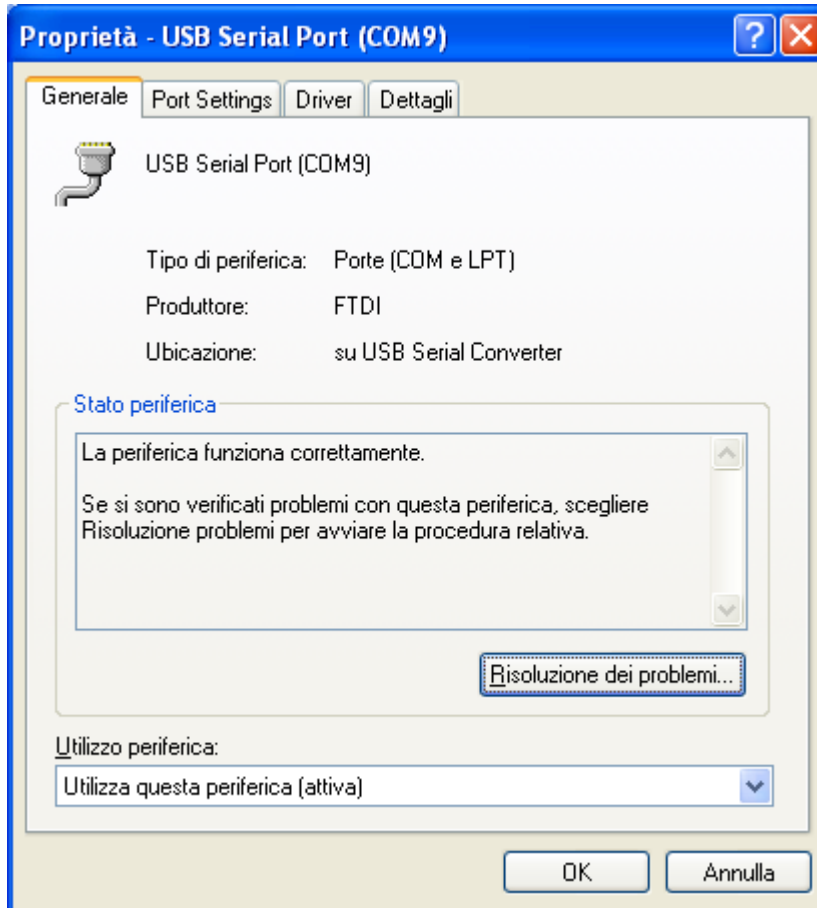 Proprietà - USB Serial Port (COM9)
Generale Port Settings Driver Dettagli
USB Serial Port (COM9)
Tipo di periferica: Porte (COM e LPT)
Produttore: FTDI
Ubicazione: su USB Serial Converter
Stato periferica
La periferica funziona correttamente.
Se si sono verificati problemi con questa periferica, scegliere
Risoluzione problemi per avviare la procedura relativa.
Risoluzione dei problemi...
Utilizzo periferica:
Utilizza questa periferica (attiva)
OK Annulla